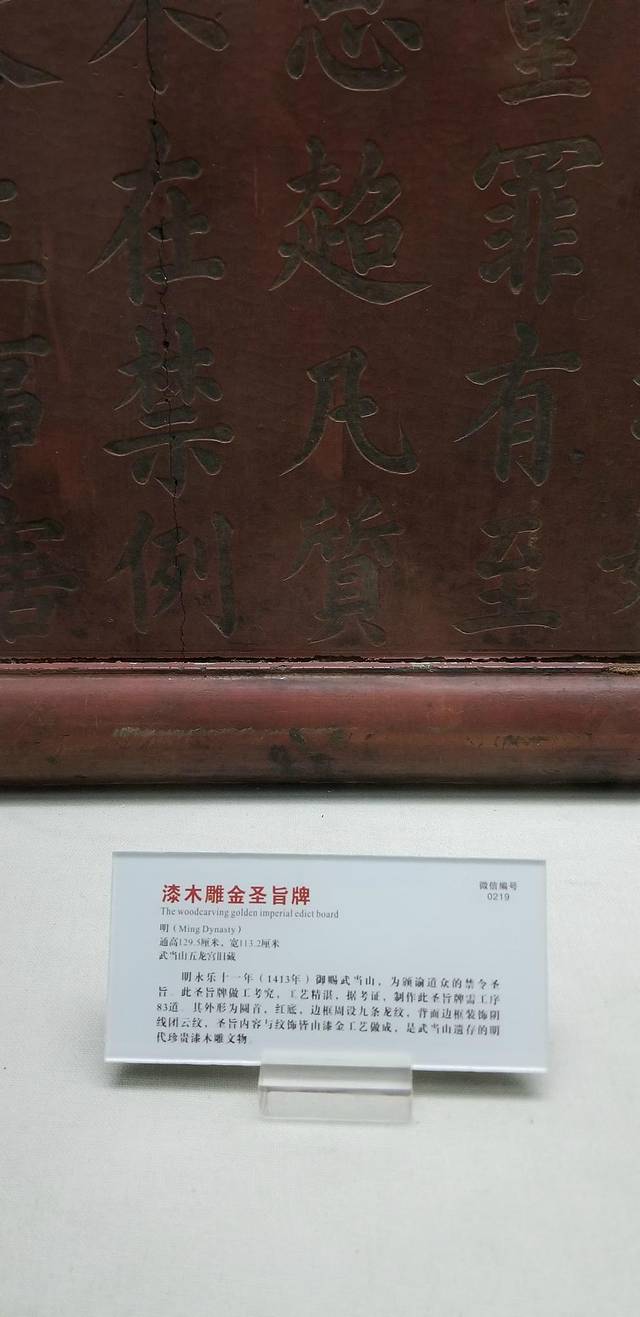 罪有至
超凡質
不在禁例
漆木雕金圣旨牌
The woodcarving golden imperial edict board
微信编号
0219
明（Ming Dynasty）
通高129.5厘米，宽113.2厘米
武当山五龙宫旧藏
明永乐十一年（1413年）御赐武当山，为颁谕道众的禁令圣
旨。此圣旨牌做工考究，工艺精湛，据考证，制作此圣旨牌需工序
83道。其外形为圆首，红底，边框周设九条龙纹，背面边框装饰阴
线团云纹，圣旨内容与纹饰皆由漆金工艺做成，是武当山遗存的明
代珍贵漆木雕文物。